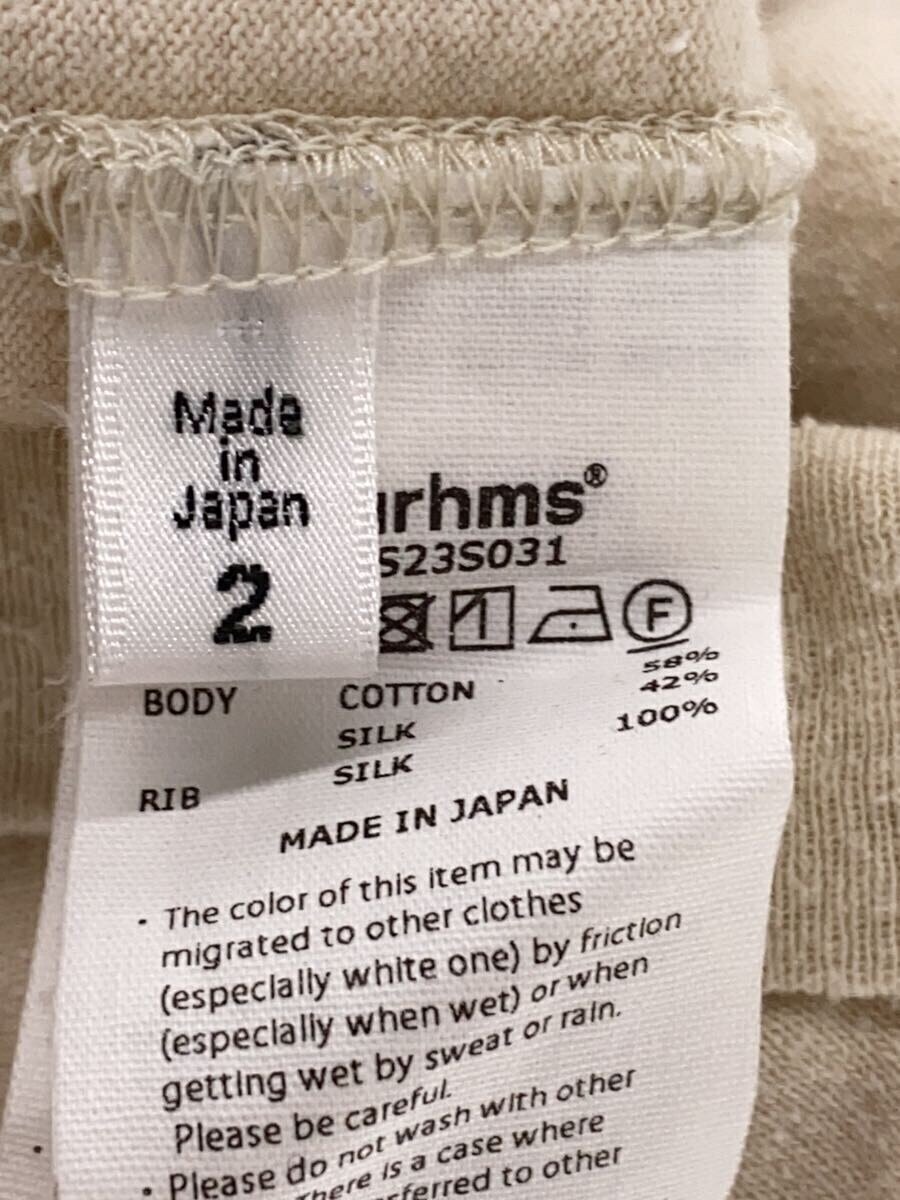 Made
in
Japan
2
urhms®
S23S031
F
58%
BODY COTTON 42%
SILK 100%
RIB SILK
MADE IN JAPAN
· The color of this item may be
migrated to other clothes
(especially white one) by friction
(especially when wet) or when
getting wet by sweat or rain.
Please be careful.
· Please do not wash with other
There is a case where
sferred to other